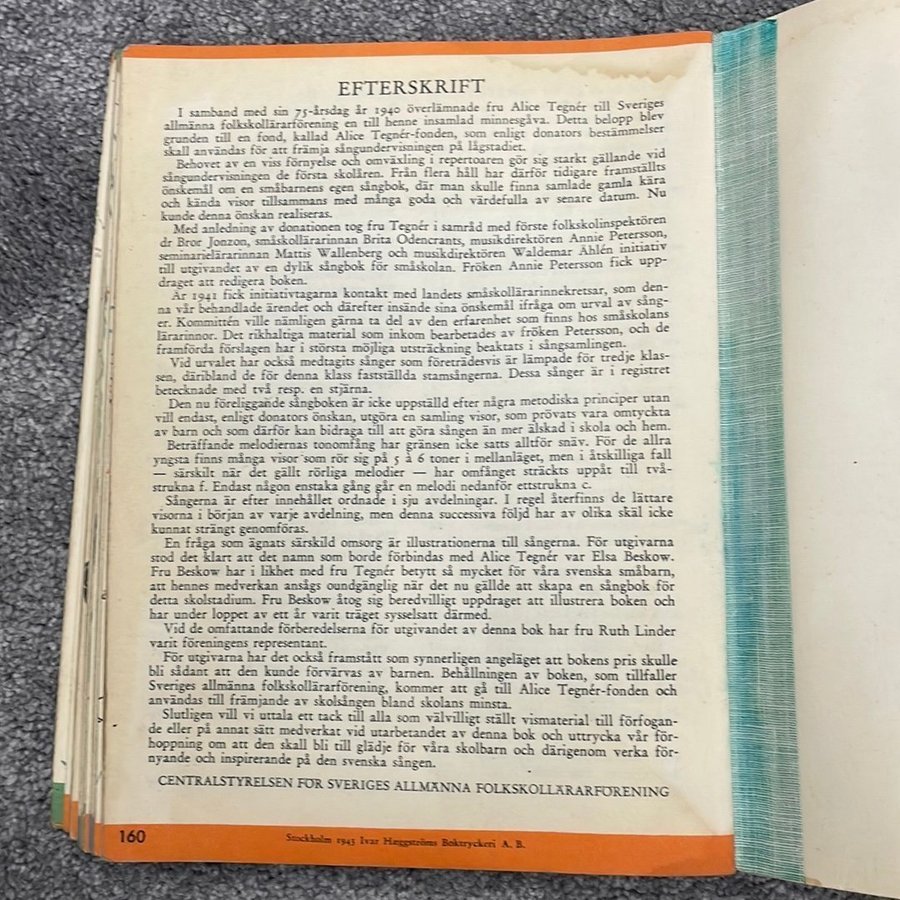 EFTERSKRIFT
I samband med sin 75-årsdag år 1940 överlämnade fru Alice Tegnér till Sveriges
allmänna folkskollärarförening en till henne insamlad minnesgåva. Detta belopp blev
grunden till en fond, kallad Alice Tegnér-fonden, som enligt donators bestämmelser
skall användas för att främja sångundervisningen på lågstadiet.
Behovet av en viss förnyelse och omväxling i repertoaren gör sig starkt gällande vid
sångundervisningen de första skolåren. Från flera håll har därför tidigare framställts
önskemål om en småbarnens egen sångbok, där man skulle finna samlade gamla kära
och kända visor tillsammans med många goda och värdefulla av senare datum. Nu
kunde denna önskan realiseras.
Med anledning av donationen tog fru Tegnér i samråd med förste folkskolinspektören
dr Bror Jonzon, småskollärarinnan Brita Odencrants, musikdirektören Annie Petersson,
seminarielärarinnan Mattis Wallenberg och musikdirektören Waldemar Åhlén initiativ
till utgivandet av en dylik sångbok för småskolan. Fröken Annie Petersson fick upp-
draget att redigera boken.
År 1941 fick initiativtagarna kontakt med landets småskollärarinnekretsar, som den-
na vår behandlade ärendet och därefter insände sina önskemål ifråga om urval av sång-
er. Kommittén ville nämligen gärna ta del av den erfarenhet som finns hos småskolans
lärarinnor. Det rikhaltiga material som inkom bearbetades av fröken Petersson, och de
framförda förslagen har i största möjliga utsträckning beaktats i sångsamlingen.
Vid urvalet har också medtagits sånger som företrädesvis är lämpade för tredje klas-
sen, däribland de för denna klass fastställda stamsångerna. Dessa sånger är i registret
betecknade med två resp. en stjärna.
Den nu föreliggande sångboken är icke uppställd efter några metodiska principer utan
vill endast, enligt donators önskan, utgöra en samling visor, som prövats vara omtyckta
av barn och som därför kan bidraga till att göra sången än mer älskad i skola och hem.
Beträffande melodiernas tonomfång har gränsen icke satts alltför snäv. För de allra
yngsta finns många visor som rör sig på 5 à 6 toner i mellanläget, men i åtskilliga fall
— särskilt när det gällt rörliga melodier — har omfånget sträckts uppåt till två-
strukna f. Endast någon enstaka gång går en melodi nedanför ettstrukna c.
Sångerna är efter innehållet ordnade i sju avdelningar. I regel återfinns de lättare
visorna i början av varje avdelning, men denna successiva följd har av olika skäl icke
kunnat strängt genomföras.
En fråga som ägnats särskild omsorg är illustrationerna till sångerna. För utgivarna
stod det klart att det namn som borde förbindas med Alice Tegnér var Elsa Beskow.
Fru Beskow har i likhet med fru Tegnér betytt så mycket för våra svenska småbarn,
att hennes medverkan ansågs oundgänglig när det nu gällde att skapa en sångbok för
detta skolstadium. Fru Beskow åtog sig beredvilligt uppdraget att illustrera boken och
har under loppet av ett år varit träget sysselsatt därmed.
Vid de omfattande förberedelserna för utgivandet av denna bok har fru Ruth Linder
varit föreningens representant.
För utgivarna har det också framstått som synnerligen angeläget att bokens pris skulle
bli sådant att den kunde förvärvas av barnen. Behållningen av boken, som tillfaller
Sveriges allmänna folkskollärarförening, kommer att gå till Alice Tegnér-fonden och
användas till främjande av skolsången bland skolans minsta.
Slutligen vill vi uttala ett tack till alla som välvilligt ställt vismaterial till förfogan-
de eller på annat sätt medverkat vid utarbetandet av denna bok och uttrycka vår för-
hoppning om att den skall bli till glädje för våra skolbarn och därigenom verka för-
nyande och inspirerande på den svenska sången.
CENTRALSTYRELSEN FÖR SVERIGES ALLMÄNNA FOLKSKOLLÄRARFÖRENING
160
Stockholm 1943 Ivar Hæggströms Boktryckeri A. B.